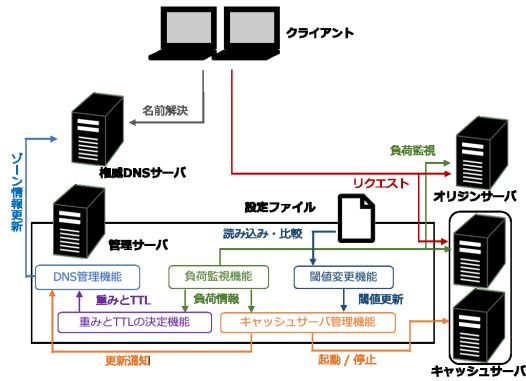 クライアント
名前解決
負荷監視
権威DNSサーバ
リクエスト
オリジンサーバ
ゾーン情報更新
設定ファイル
管理サーバ
読み込み・比較
DNS管理機能
負荷監視機能
閾値変更機能
重みとTTL
負荷情報
閾値更新
重みとTTLの決定機能
キャッシュサーバ管理機能
更新通知
起動 / 停止
キャッシュサーバ